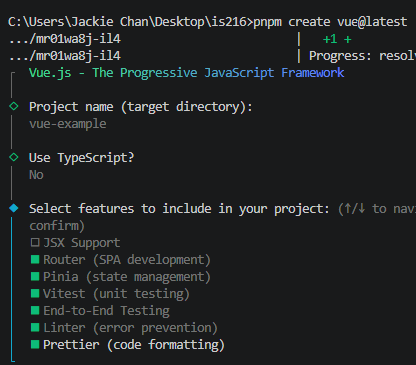 C:\Users\Jackie Chan\Desktop\is216>pnpm create vue@latest
.../mr01wa8j-il4 | +1 +
.../mr01wa8j-il4 | Progress: resolv
Vue.js - The Progressive JavaScript Framework
Project name (target directory):
vue-example
Use TypeScript?
No
Select features to include in your project: (↑/↓ to navi
confirm)
JSX Support
Router (SPA development)
Pinia (state management)
Vitest (unit testing)
End-to-End Testing
Linter (error prevention)
Prettier (code formatting)